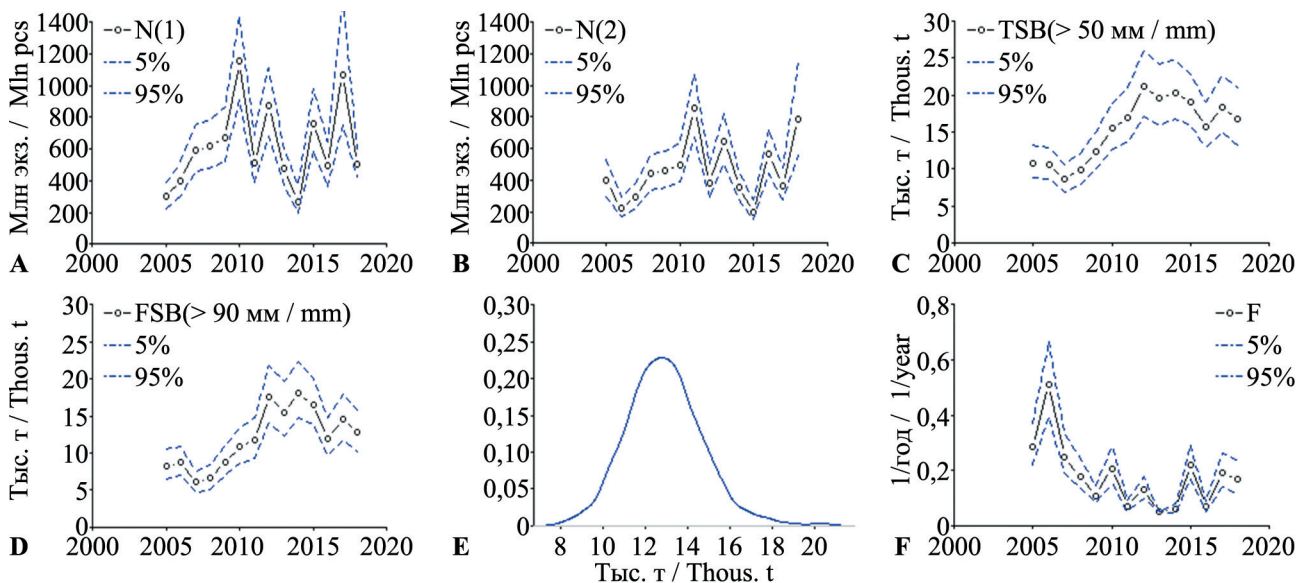 Млн экз. / Mln pcs
1400
1200
1000
800
600
400
200
0
N(1)
5%
95%
A
2000 2005 2010 2015 2020
Млн экз. / Mln pcs
1400
1200
1000
800
600
400
200
0
N(2)
5%
95%
B
2000 2005 2010 2015 2020
Тыс. т / Thous. t
30
25
20
15
10
5
0
TSB(> 50 мм / mm)
5%
95%
C
2000 2005 2010 2015 2020
Тыс. т / Thous. t
30
25
20
15
10
5
0
FSB(> 90 мм / mm)
5%
95%
D
2000 2005 2010 2015 2020
0,30
0,25
0,20
0,15
0,10
0,05
0
E
8 10 12 14 16 18 20
Тыс. т / Thous. t
1/год / 1/year
0,8
0,6
0,4
0,2
0
F
5%
95%
F
2000 2005 2010 2015 2020